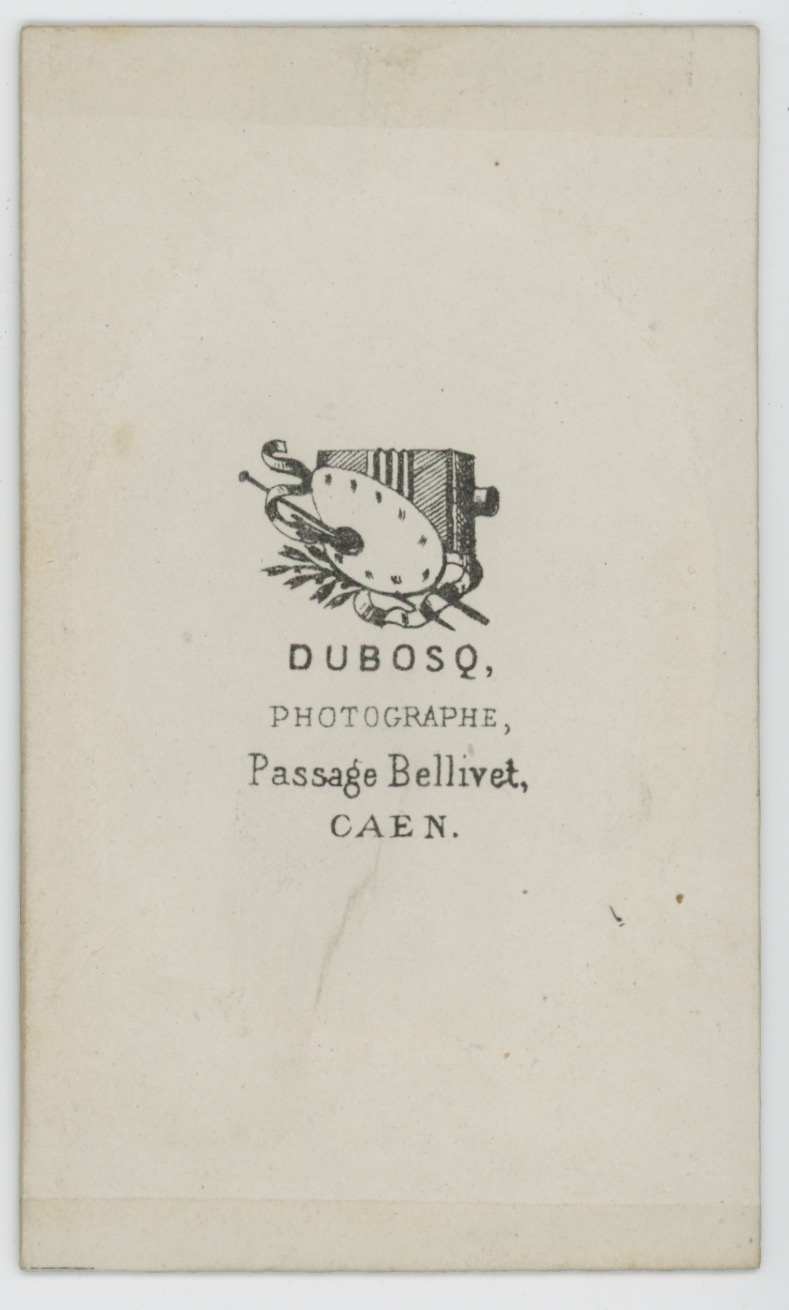 DUBOSQ,
PHOTOGRAPHE,
Passage Bellivet,
CAEN.